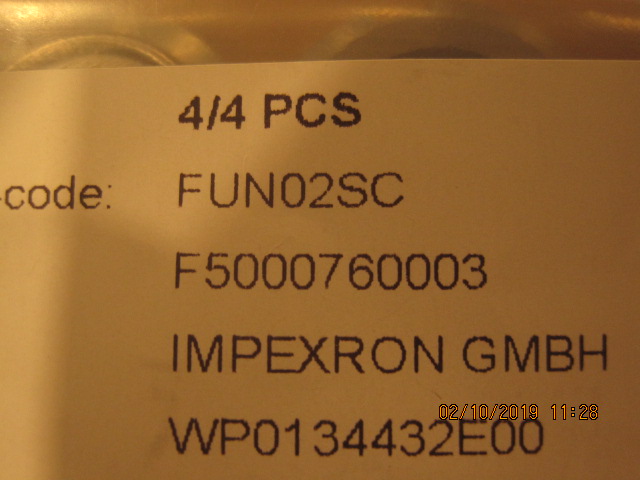 4/4 PCS
-code: FUN02SC
F5000760003
IMPEXRON GMBH
02/10/2019 11:28
WP0134432E00